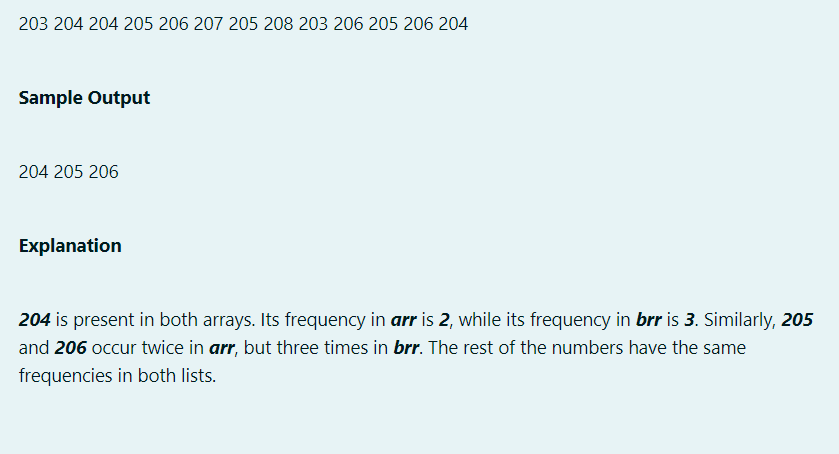 203 204 204 205 206 207 205 208 203 206 205 206 204
Sample Output
204 205 206
Explanation
204 is present in both arrays. Its frequency in arr is 2, while its frequency in brr is 3. Similarly, 205
and 206 occur twice in arr, but three times in brr. The rest of the numbers have the same
frequencies in both lists.